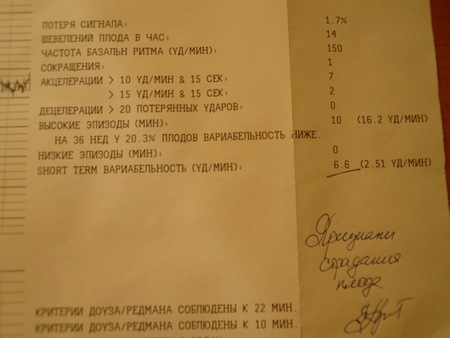 ПОТЕРЯ СИГНАЛА: 1.7%
ШЕВЕЛЕНИЙ ПЛОДА В ЧАС: 14
ЧАСТОТА БАЗАЛЬН РИТМА (УД/МИН): 150
СОКРАЩЕНИЯ: 1
АКЦЕЛЕРАЦИИ > 10 УД/МИН & 15 СЕК: 7
> 15 УД/МИН & 15 СЕК: 2
ДЕЦЕЛЕРАЦИИ > 20 ПОТЕРЯННЫХ УДАРОВ: 0
ВЫСОКИЕ ЭПИЗОДЫ (МИН): 10 (16.2 УД/МИН)
НА 36 НЕД У 20.3% ПЛОДОВ ВАРИАБЕЛЬНОСТЬ НИЖЕ.
НИЗКИЕ ЭПИЗОДЫ (МИН): 0
SHORT TERM ВАРИАБЕЛЬНОСТЬ (УД/МИН): 6.6 (2.51 УД/МИН)
Признаки
страдания
плода.
КРИТЕРИИ ДОУЗА/РЕДМАНА СОБЛЮДЕНЫ К 22 МИН.
КРИТЕРИИ ДОУЗА/РЕДМАНА СОБЛЮДЕНЫ К 10 МИН.